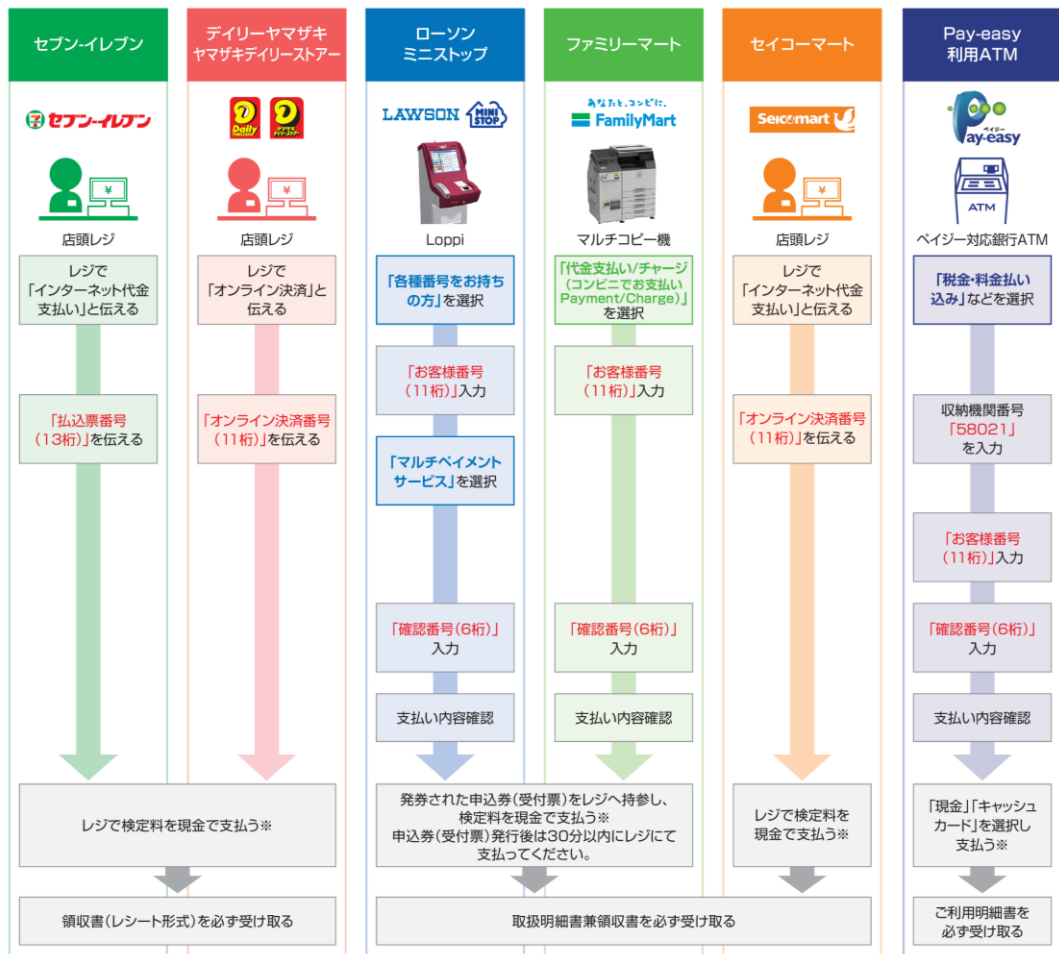 セブン-イレブン
デイリーヤマザキ
ヤマザキデイリーストアー
ローソン
ミニストップ
ファミリーマート
セイコーマート
Pay-easy
利用ATM
セブン-イレブン
Daily
デイリーストアー
LAWSON
MINI
STOP
あなたと、コンビに、
FamilyMart
Seicomart
ペイジー
Pay-easy
¥
¥
¥
ATM
店頭レジ
店頭レジ
Loppi
マルチコピー機
店頭レジ
ペイジー対応銀行ATM
レジで
「インターネット代金
支払い」と伝える
レジで
「オンライン決済」と
伝える
「各種番号をお持ち
の方」を選択
「代金支払い/チャージ
(コンビニでお支払い
Payment/Charge)」
を選択
レジで
「インターネット代金
支払い」と伝える
「税金・料金払い
込み」などを選択
「お客様番号
(11桁)」入力
「お客様番号
(11桁)」入力
「払込票番号
(13桁)」を伝える
「オンライン決済番号
(11桁)」を伝える
「マルチペイメント
サービス」を選択
「オンライン決済番号
(11桁)」を伝える
収納機関番号
「58021」
を入力
「お客様番号
(11桁)」入力
「確認番号(6桁)」
入力
「確認番号(6桁)」
入力
「確認番号(6桁)」
入力
支払い内容確認
支払い内容確認
支払い内容確認
レジで検定料を現金で支払う※
発券された申込券(受付票)をレジへ持参し、
検定料を現金で支払う※
申込券(受付票)発行後は30分以内にレジにて
支払ってください。
レジで検定料を
現金で支払う※
「現金」「キャッシュ
カード」を選択し
支払う※
領収書(レシート形式)を必ず受け取る
取扱明細書兼領収書を必ず受け取る
ご利用明細書を
必ず受け取る